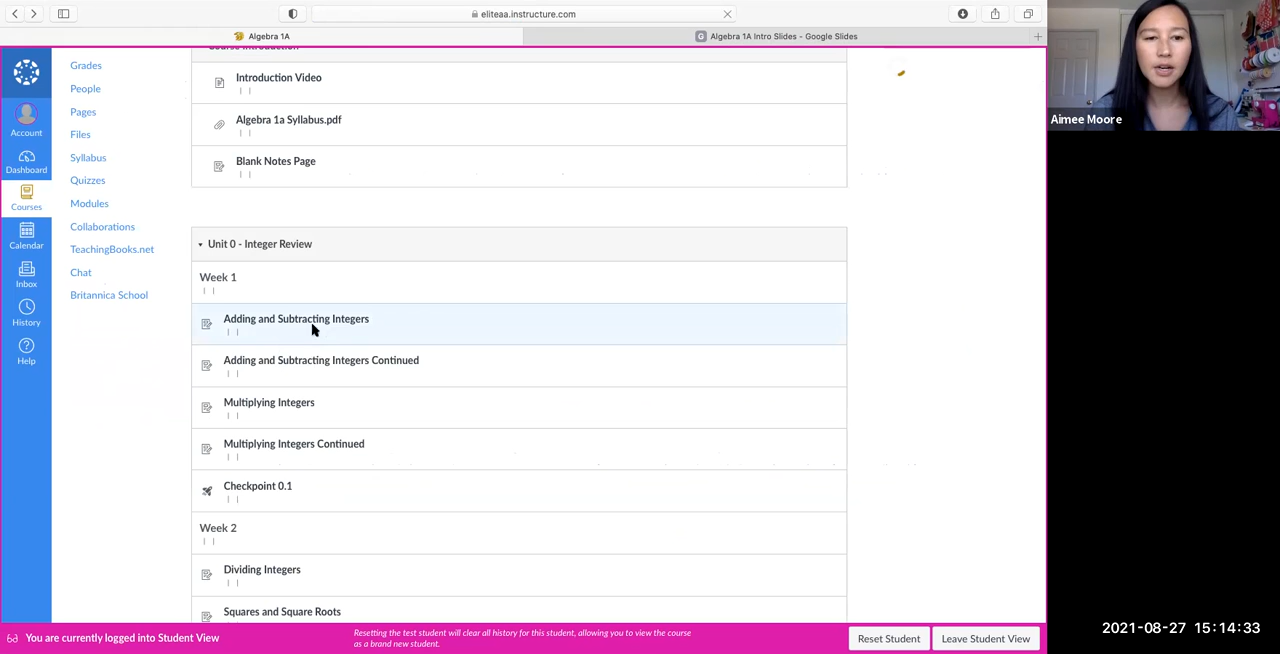 eliteaa.instructure.com
Algebra 1A
Algebra 1A Intro Slides - Google Slides
Account
Dashboard
Courses
Calendar
Inbox
History
Help
Grades
People
Pages
Files
Syllabus
Quizzes
Modules
Collaborations
TeachingBooks.net
Chat
Britannica School
Course Introduction
Introduction Video
Algebra 1a Syllabus.pdf
Blank Notes Page
Unit 0 - Integer Review
Week 1
Adding and Subtracting Integers
Adding and Subtracting Integers Continued
Multiplying Integers
Multiplying Integers Continued
Checkpoint 0.1
Week 2
Dividing Integers
Squares and Square Roots
You are currently logged into Student View
Resetting the test student will clear all history for this student, allowing you to view the course
as a brand new student.
Reset Student
Leave Student View
Aimee Moore
2021-08-27 15:14:33